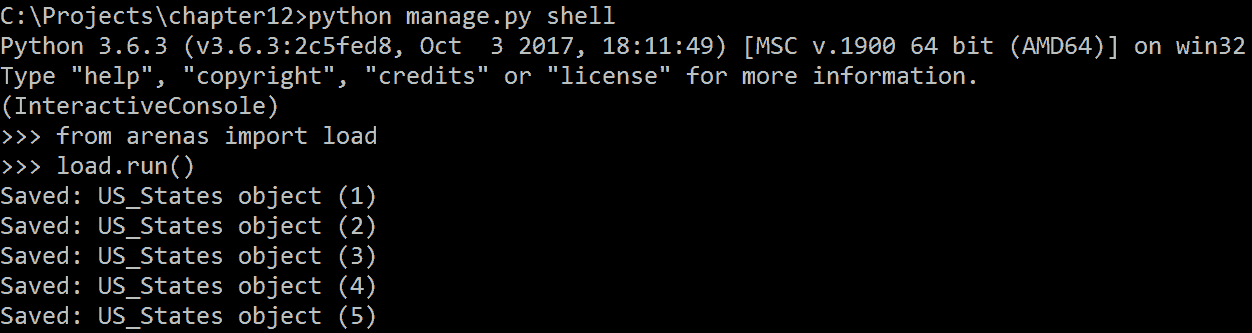 C:\Projects\chapter12>python manage.py shell
Python 3.6.3 (v3.6.3:2c5fed8, Oct  3 2017, 18:11:49) [MSC v.1900 64 bit (AMD64)] on win32
Type "help", "copyright", "credits" or "license" for more information.
(InteractiveConsole)
>>> from arenas import load
>>> load.run()
Saved: US_States object (1)
Saved: US_States object (2)
Saved: US_States object (3)
Saved: US_States object (4)
Saved: US_States object (5)